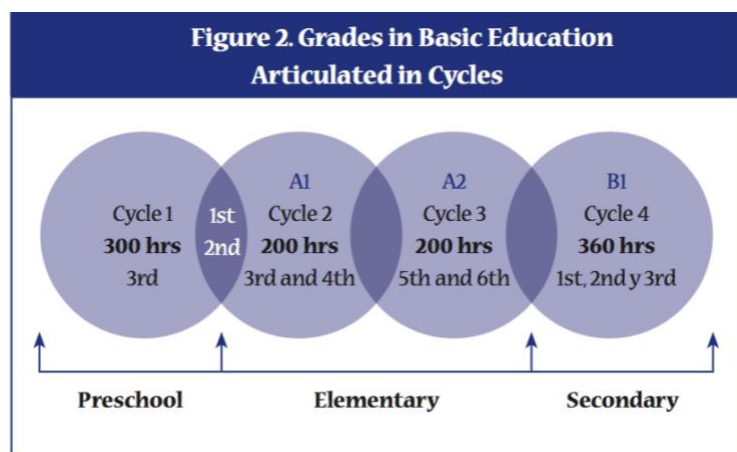 Figure 2. Grades in Basic Education
Articulated in Cycles
Cycle 1
300 hrs
3rd
1st
2nd
A1
Cycle 2
200 hrs
3rd and 4th
A2
Cycle 3
200 hrs
5th and 6th
B1
Cycle 4
360 hrs
1st, 2nd y 3rd
Preschool
Elementary
Secondary